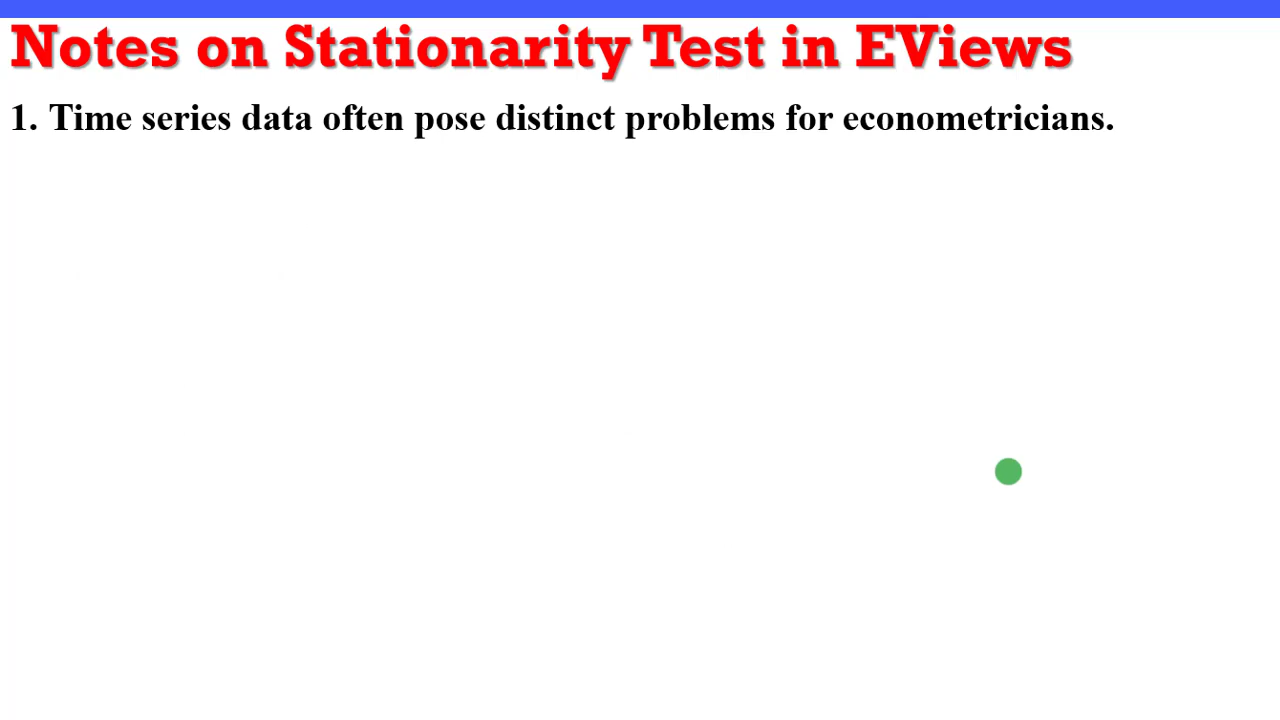 Notes on Stationarity Test in EViews
1. Time series data often pose distinct problems for econometricians.